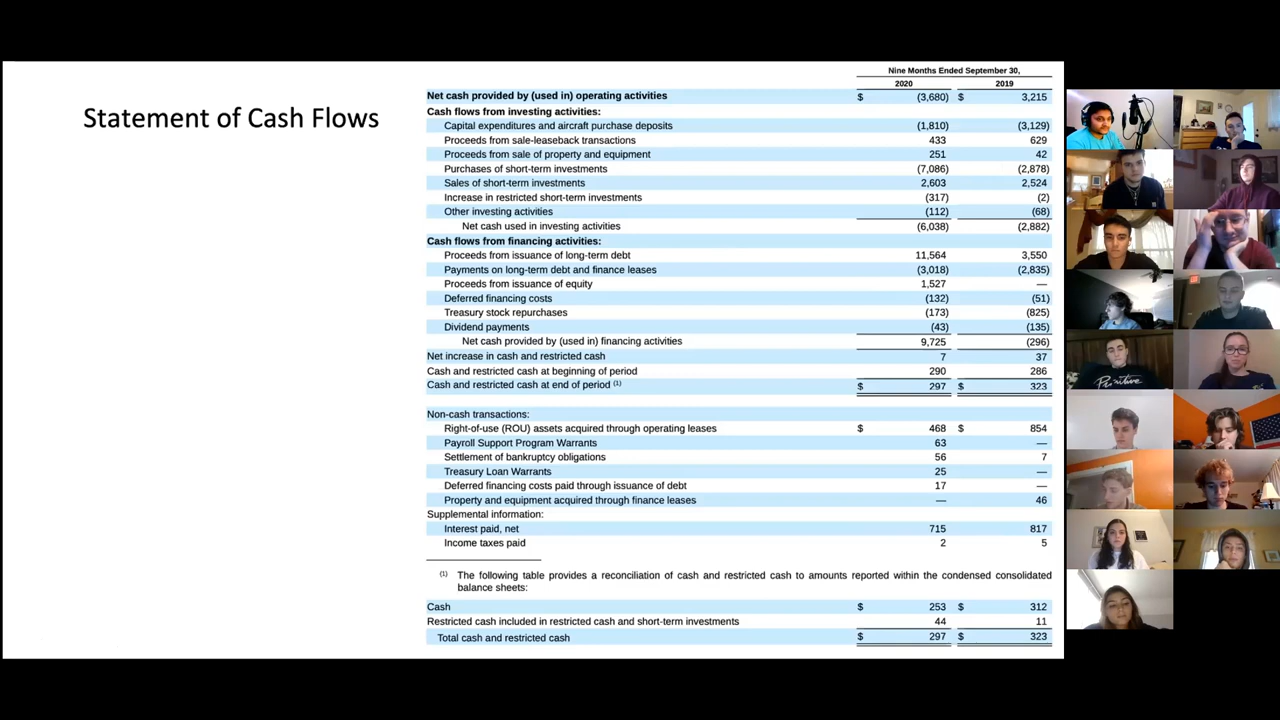 Statement of Cash Flows
Nine Months Ended September 30,
2020 2019
Net cash provided by (used in) operating activities $ (3,680) $ 3,215
Cash flows from investing activities:
Capital expenditures and aircraft purchase deposits (1,810) (3,129)
Proceeds from sale-leaseback transactions 433 629
Proceeds from sale of property and equipment 251 42
Purchases of short-term investments (7,086) (2,878)
Sales of short-term investments 2,603 2,524
Increase in restricted short-term investments (317) (2)
Other investing activities (112) (68)
Net cash used in investing activities (6,038) (2,882)
Cash flows from financing activities:
Proceeds from issuance of long-term debt 11,564 3,550
Payments on long-term debt and finance leases (3,018) (2,835)
Proceeds from issuance of equity 1,527 —
Deferred financing costs (132) (51)
Treasury stock repurchases (173) (825)
Dividend payments (43) (135)
Net cash provided by (used in) financing activities 9,725 (296)
Net increase in cash and restricted cash 7 37
Cash and restricted cash at beginning of period 290 286
Cash and restricted cash at end of period (1) $ 297 $ 323
Non-cash transactions:
Right-of-use (ROU) assets acquired through operating leases $ 468 $ 854
Payroll Support Program Warrants 63 —
Settlement of bankruptcy obligations 56 7
Treasury Loan Warrants 25 —
Deferred financing costs paid through issuance of debt 17 —
Property and equipment acquired through finance leases — 46
Supplemental information:
Interest paid, net 715 817
Income taxes paid 2 5
(1) The following table provides a reconciliation of cash and restricted cash to amounts reported within the condensed consolidated
balance sheets:
Cash $ 253 $ 312
Restricted cash included in restricted cash and short-term investments 44 11
Total cash and restricted cash $ 297 $ 323
Primitive